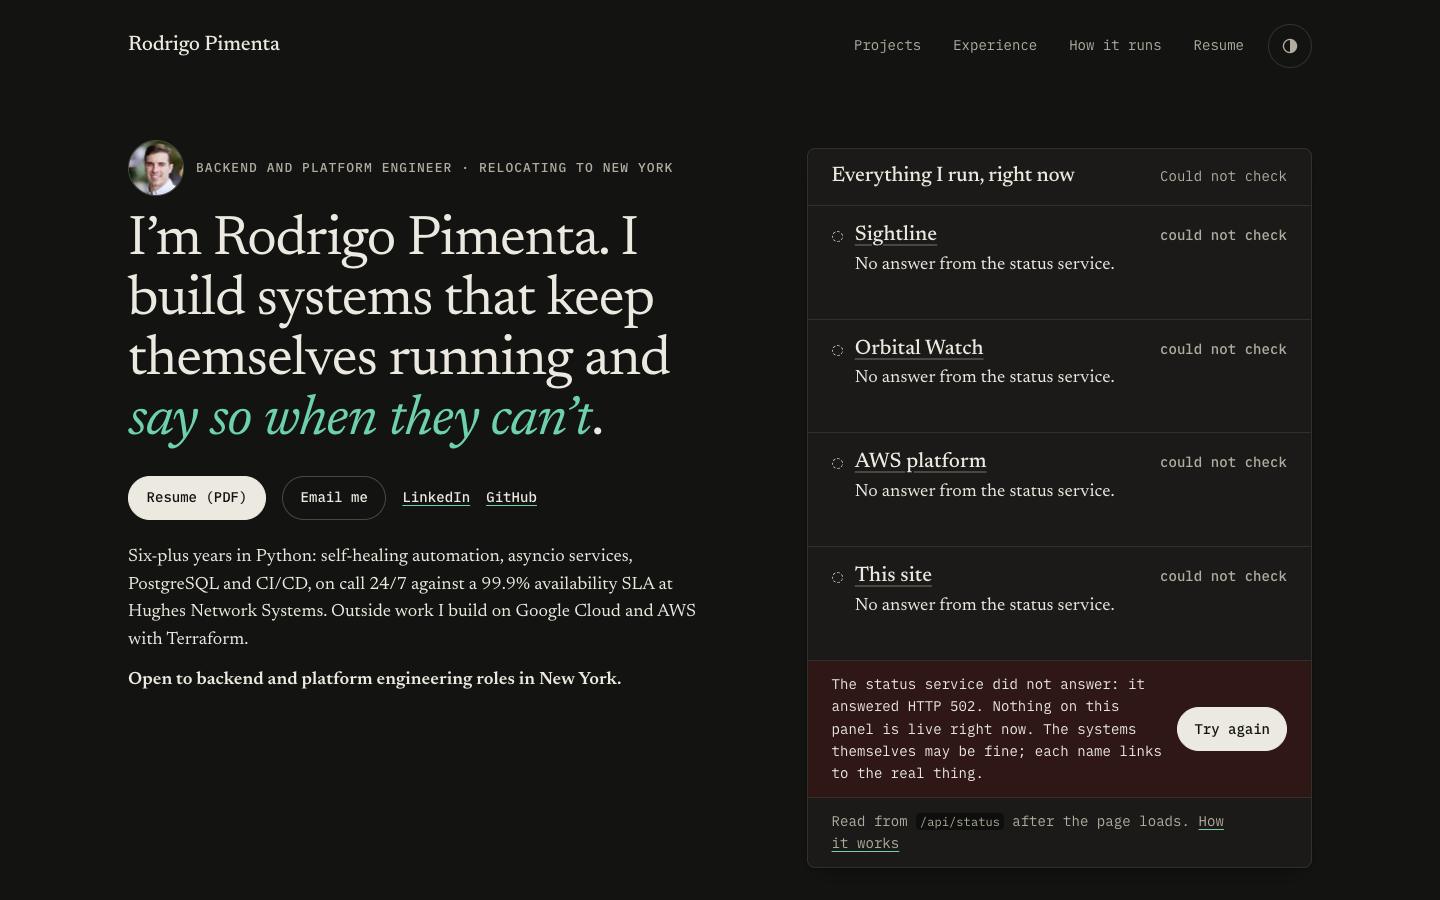 Rodrigo Pimenta
Projects
Experience
How it runs
Resume
BACKEND AND PLATFORM ENGINEER · RELOCATING TO NEW YORK
I’m Rodrigo Pimenta. I
build systems that keep
themselves running and
say so when they can’t.
Resume (PDF)
Email me
LinkedIn
GitHub
Six-plus years in Python: self-healing automation, asyncio services,
PostgreSQL and CI/CD, on call 24/7 against a 99.9% availability SLA at
Hughes Network Systems. Outside work I build on Google Cloud and AWS
with Terraform.
Open to backend and platform engineering roles in New York.
Everything I run, right now
Could not check
Sightline
could not check
No answer from the status service.
Orbital Watch
could not check
No answer from the status service.
AWS platform
could not check
No answer from the status service.
This site
could not check
No answer from the status service.
The status service did not answer: it
answered HTTP 502. Nothing on this
panel is live right now. The systems
themselves may be fine; each name links
to the real thing.
Try again
Read from /api/status after the page loads. How
it works